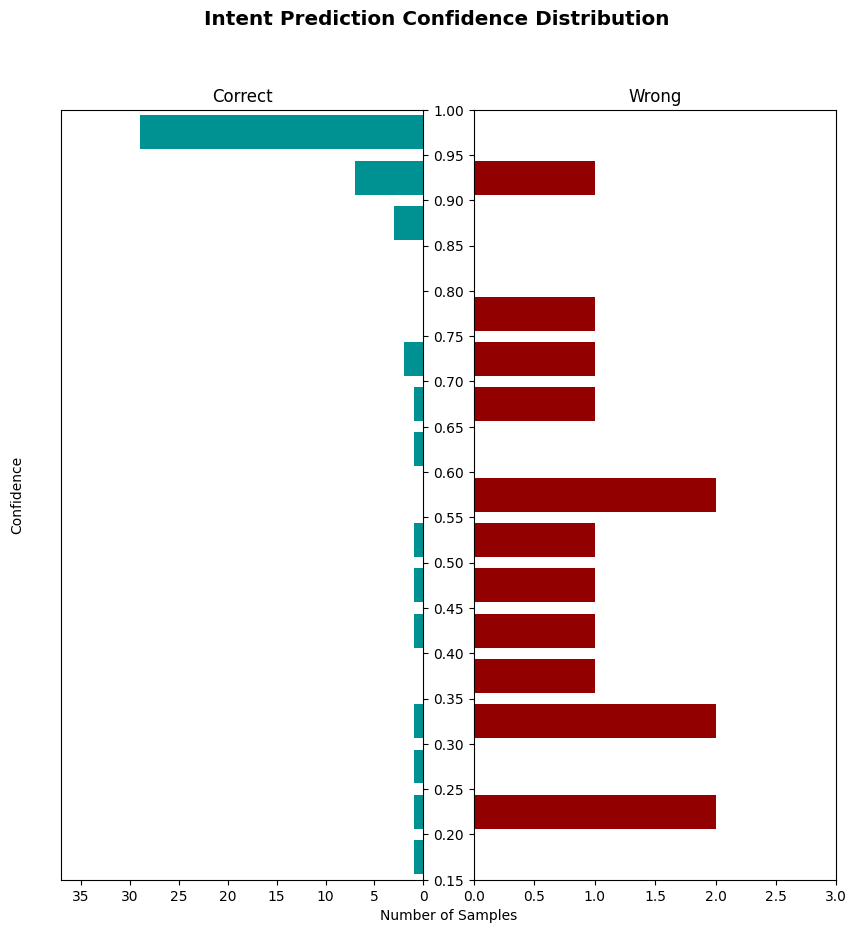 Intent Prediction Confidence Distribution
Correct
Wrong
Confidence
1.00
0.95
0.90
0.85
0.80
0.75
0.70
0.65
0.60
0.55
0.50
0.45
0.40
0.35
0.30
0.25
0.20
0.15
35 30 25 20 15 10 5 0
0.0 0.5 1.0 1.5 2.0 2.5 3.0
Number of Samples